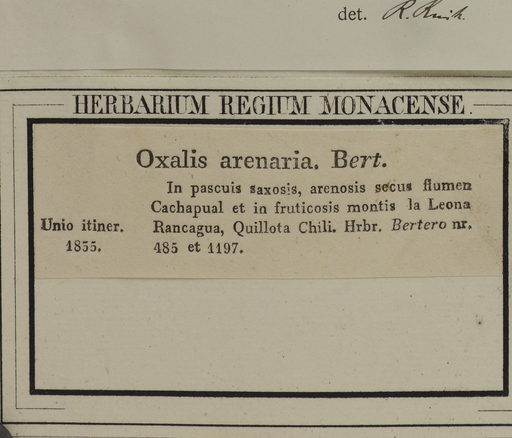 det. R. Knuth.
HERBARIUM REGIUM MONACENSE.
Oxalis arenaria. Bert.
In pascuis saxosis, arenosis secus flumen
Cachapual et in fruticosis montis la Leona
Unio itiner. Rancagua, Quillota Chili. Hrbr. Bertero nr.
1835. 485 et 1197.